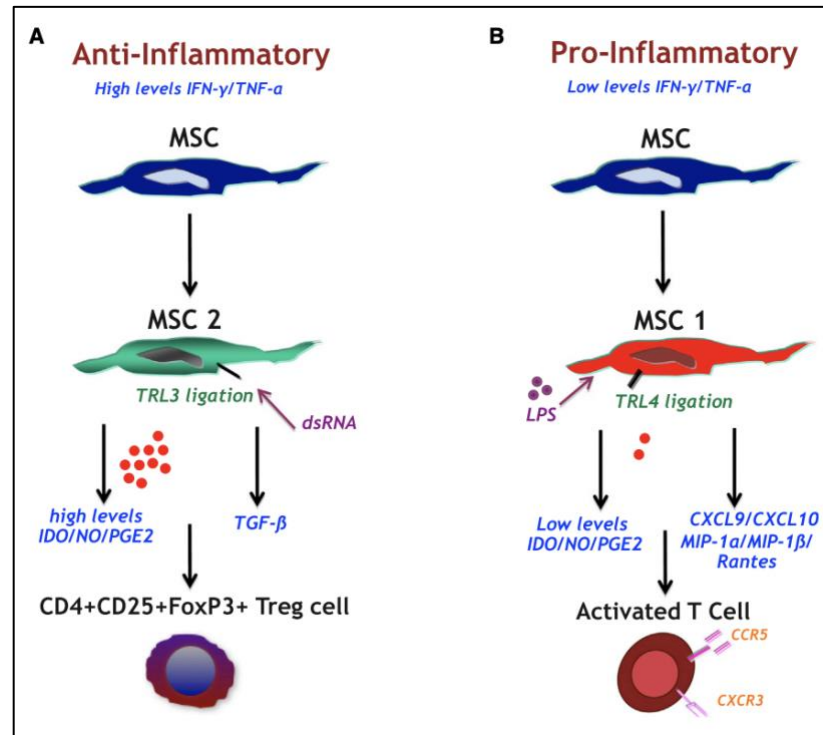 A
Anti-Inflammatory
High levels IFN-γ/TNF-a
MSC
MSC 2
TRL3 ligation
dsRNA
high levels
IDO/NO/PGE2
TGF-β
CD4+CD25+FoxP3+ Treg cell
B
Pro-Inflammatory
Low levels IFN-γ/TNF-a
MSC
MSC 1
LPS
TRL4 ligation
Low levels
IDO/NO/PGE2
CXCL9/CXCL10
MIP-1a/MIP-1β/
Rantes
Activated T Cell
CCR5
CXCR3